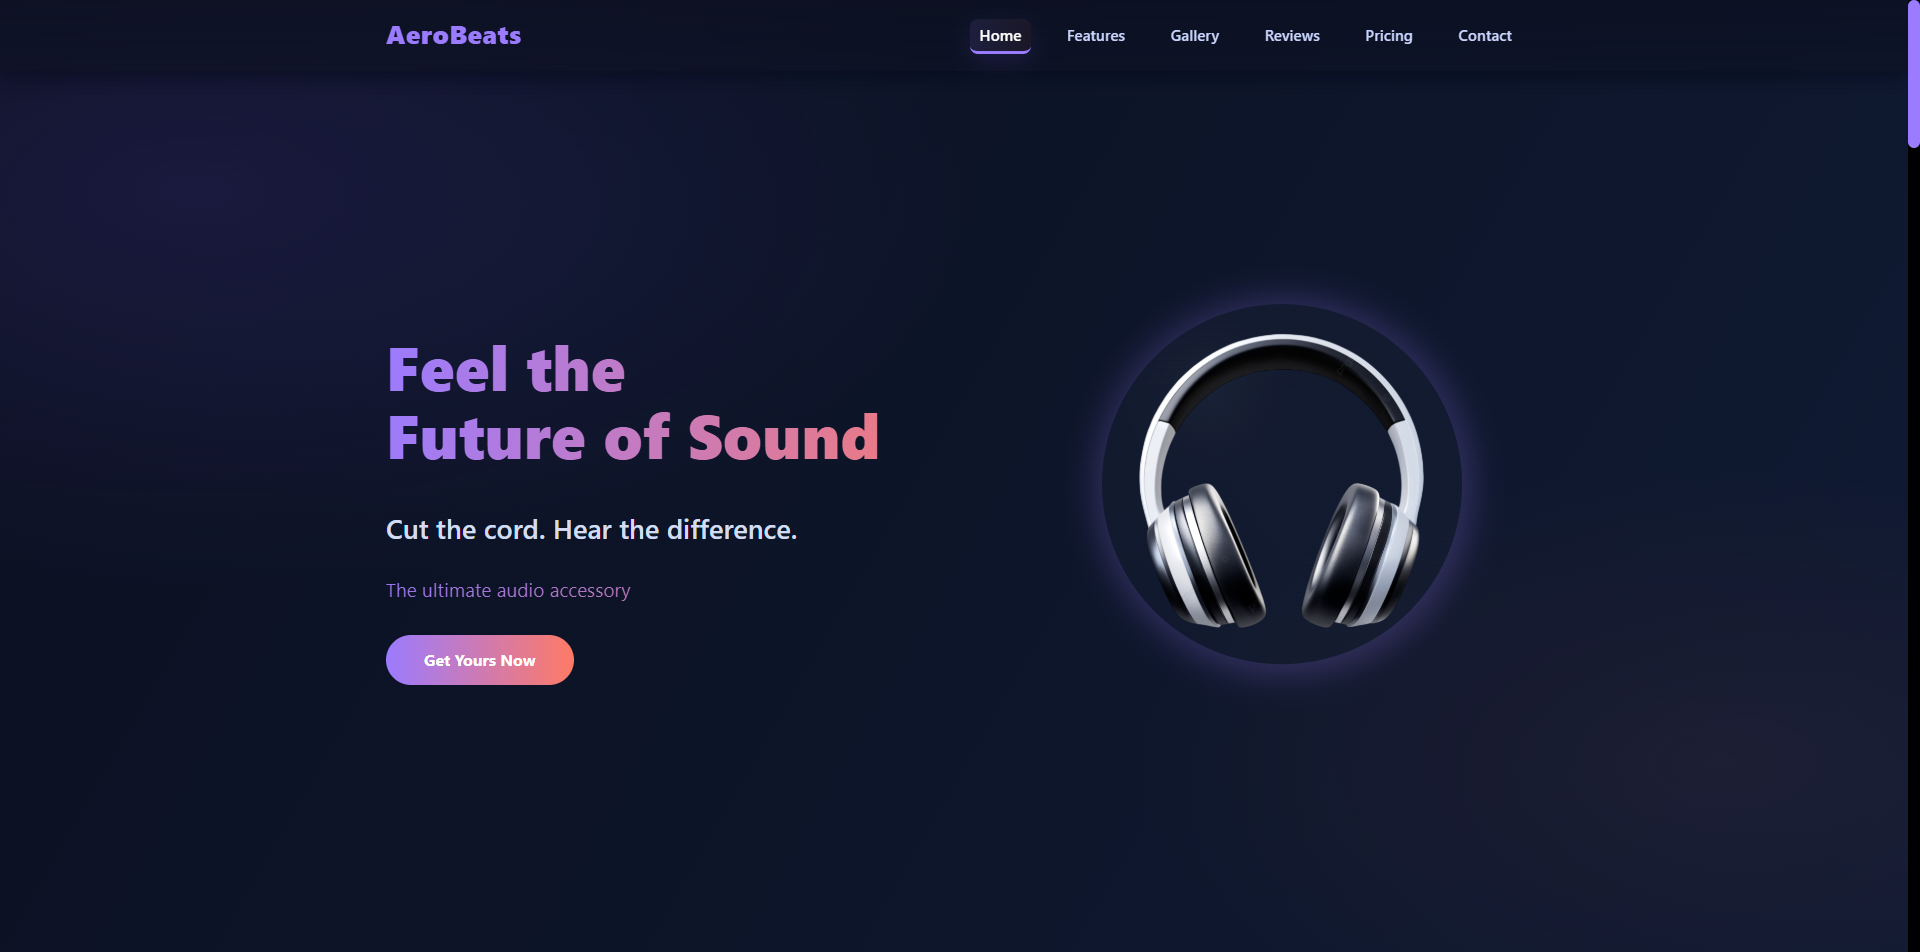 AeroBeats
Home
Features
Gallery
Reviews
Pricing
Contact
Feel the
Future of Sound
Cut the cord. Hear the difference.
The ultimate audio accessory
Get Yours Now